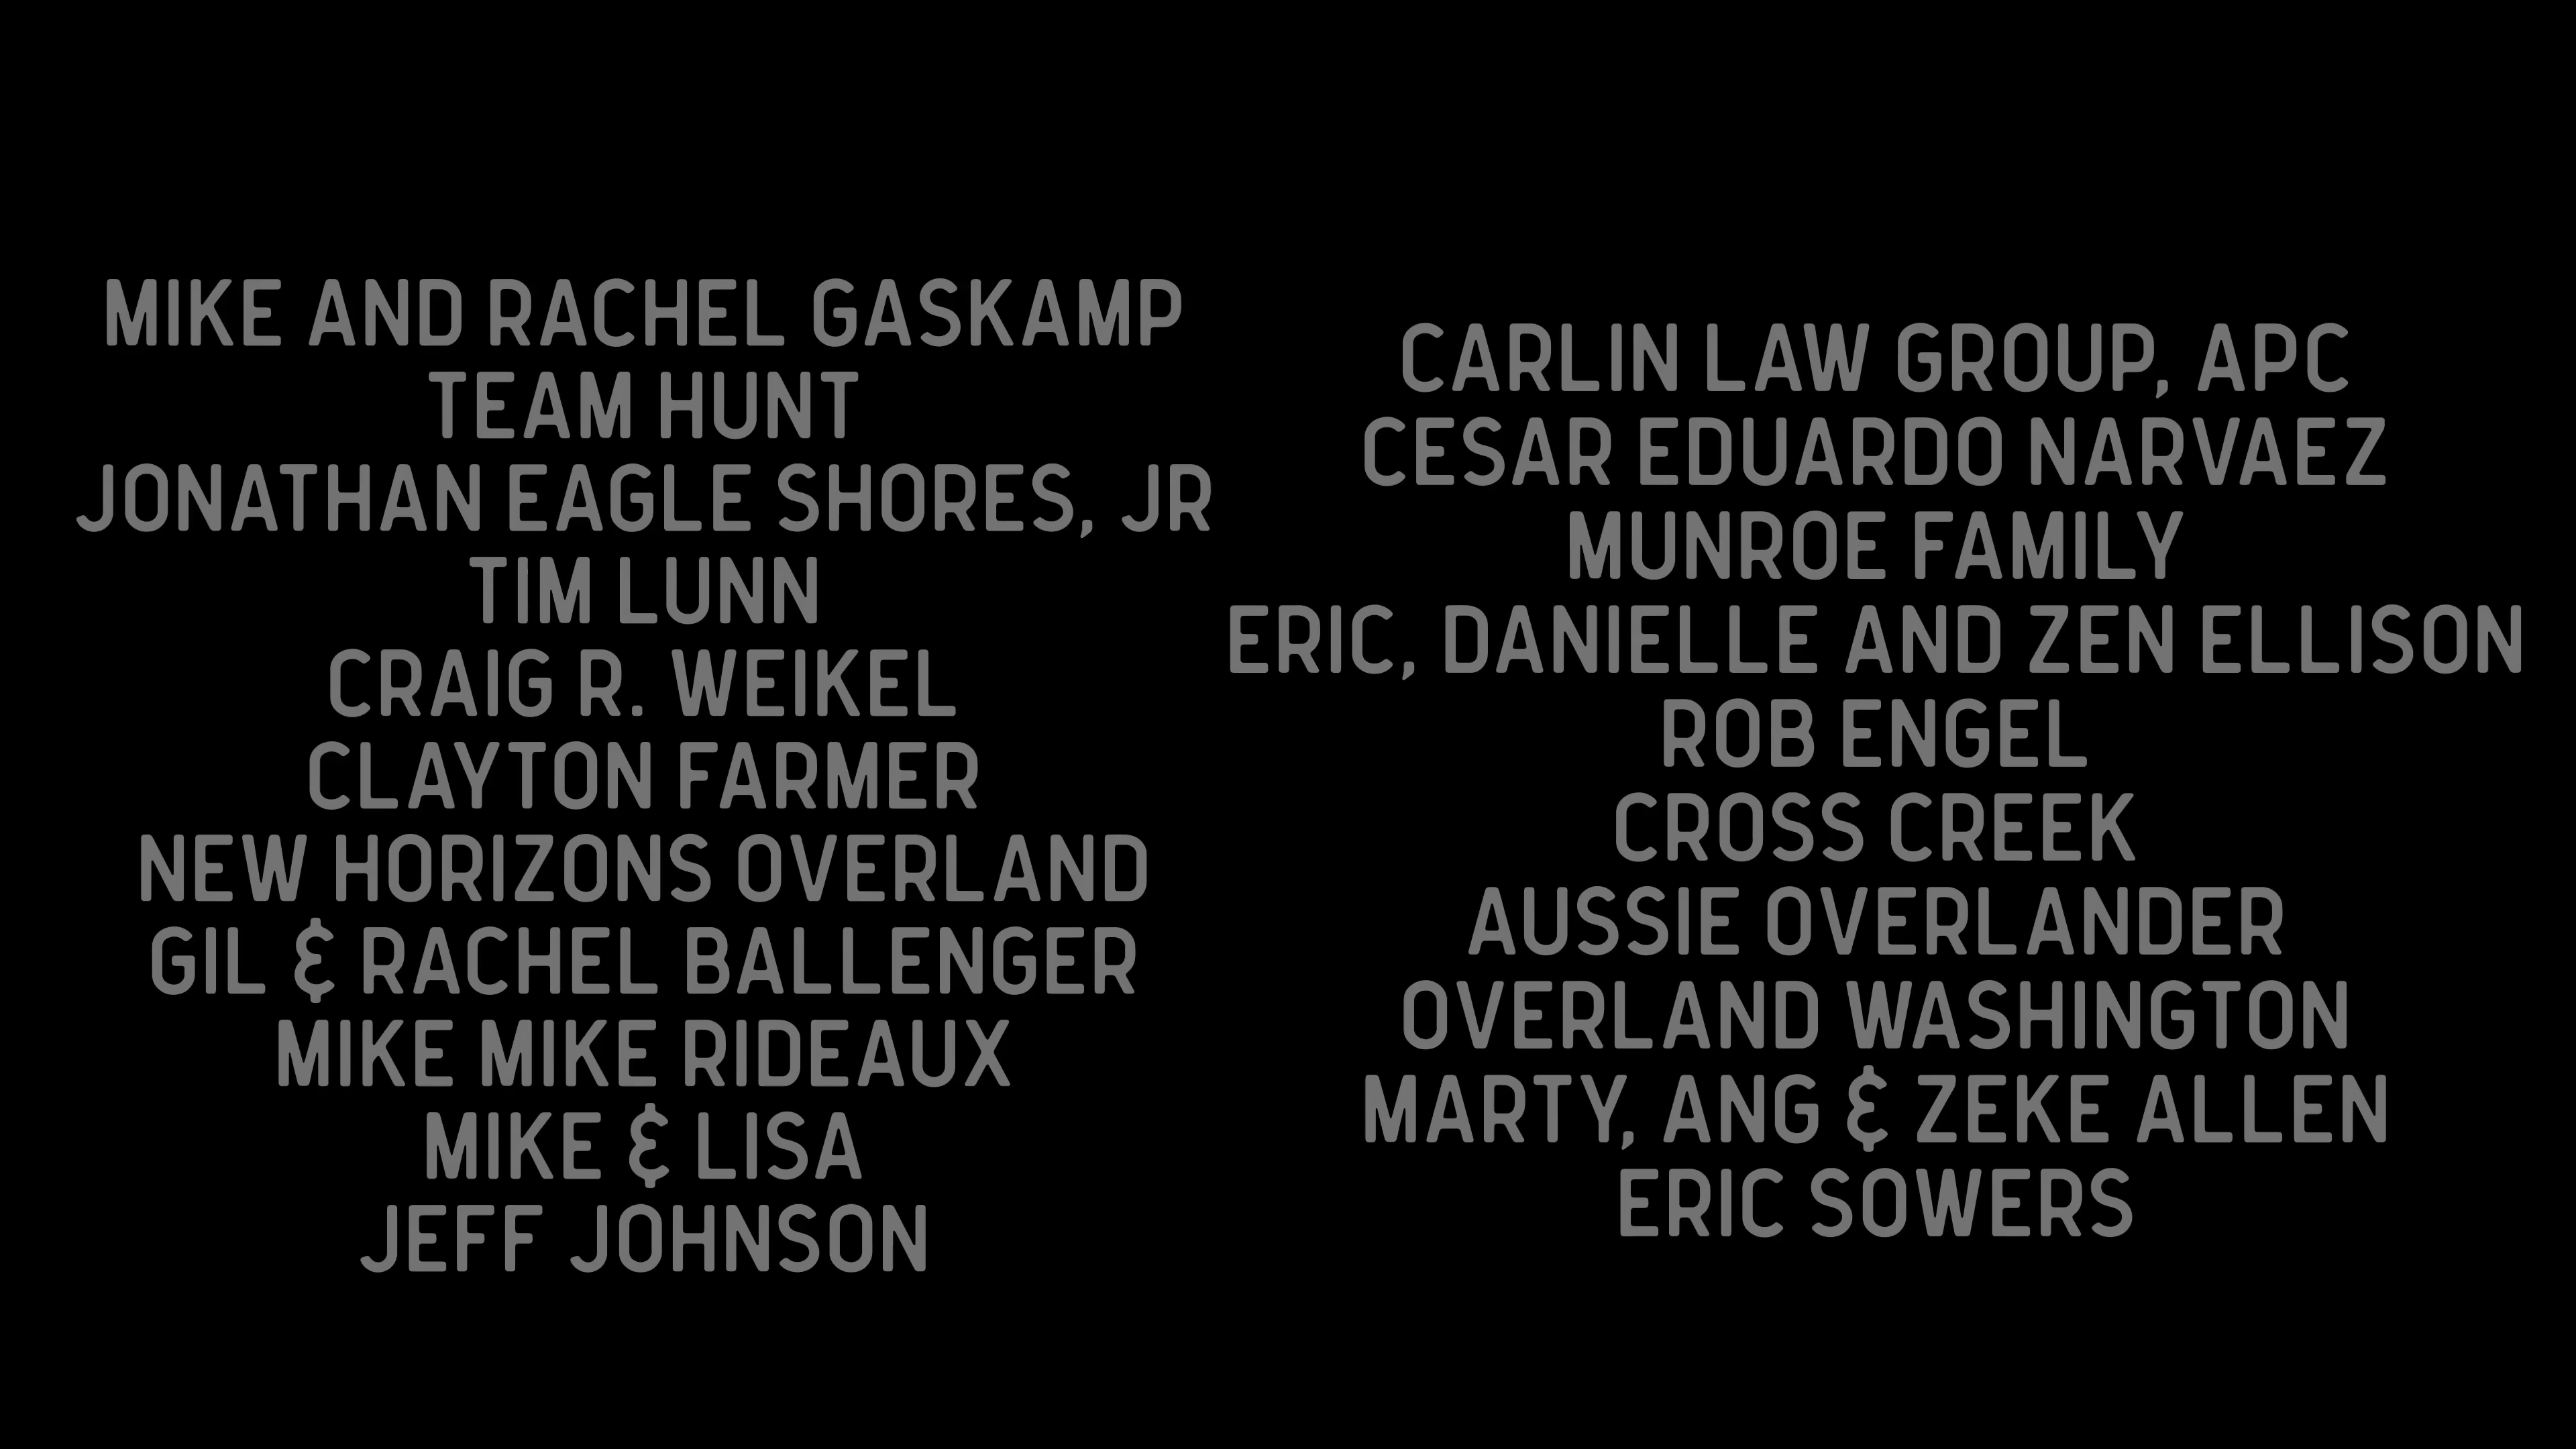 MIKE AND RACHEL GASKAMP
TEAM HUNT
JONATHAN EAGLE SHORES, JR
TIM LUNN
CRAIG R. WEIKEL
CLAYTON FARMER
NEW HORIZONS OVERLAND
GIL & RACHEL BALLENGER
MIKE MIKE RIDEAUX
MIKE & LISA
JEFF JOHNSON
CARLIN LAW GROUP, APC
CESAR EDUARDO NARVAEZ
MUNROE FAMILY
ERIC, DANIELLE AND ZEN ELLISON
ROB ENGEL
CROSS CREEK
AUSSIE OVERLANDER
OVERLAND WASHINGTON
MARTY, ANG & ZEKE ALLEN
ERIC SOWERS